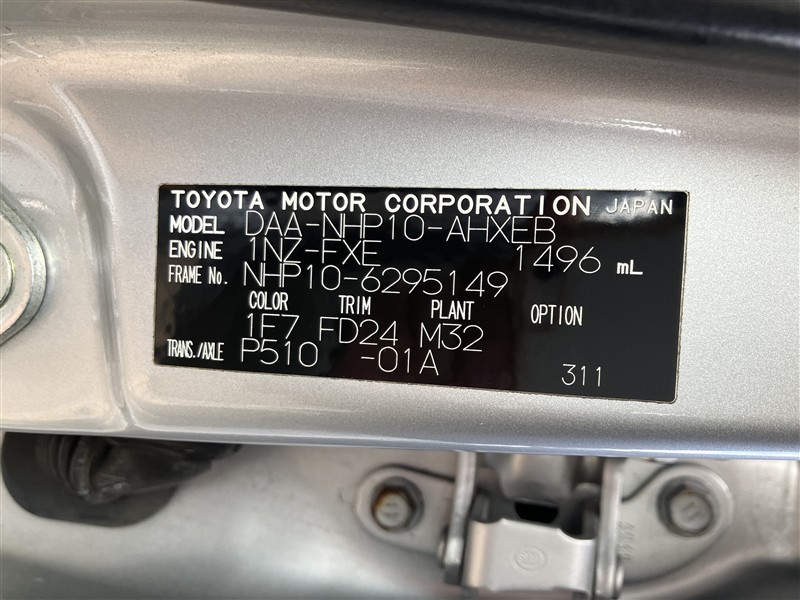 TOYOTA MOTOR CORPORATION JAPAN
MODEL DAA-NHP10-AHXEB
ENGINE 1NZ-FXE 1496 mL
FRAME No. NHP10-6295149
COLOR TRIM PLANT OPTION
1F7 FD24 M32
TRANS./AXLE P510 -01A
311